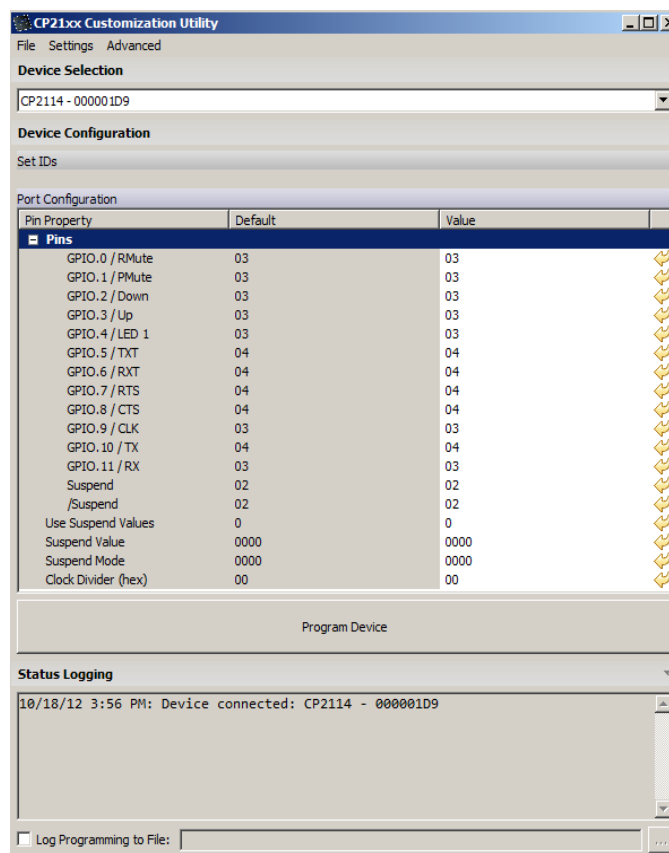 CP21xx Customization Utility
File Settings Advanced
Device Selection
CP2114 - 000001D9
Device Configuration
Set IDs
Port Configuration
Pin Property Default Value
Pins
GPIO.0 / RMute 03 03
GPIO.1 / PMute 03 03
GPIO.2 / Down 03 03
GPIO.3 / Up 03 03
GPIO.4 / LED 1 03 03
GPIO.5 / TXT 04 04
GPIO.6 / RXT 04 04
GPIO.7 / RTS 04 04
GPIO.8 / CTS 04 04
GPIO.9 / CLK 03 03
GPIO.10 / TX 04 04
GPIO.11 / RX 03 03
Suspend 02 02
/Suspend 02 02
Use Suspend Values 0 0
Suspend Value 0000 0000
Suspend Mode 0000 0000
Clock Divider (hex) 00 00
Program Device
Status Logging
10/18/12 3:56 PM: Device connected: CP2114 - 000001D9
Log Programming to File:
...